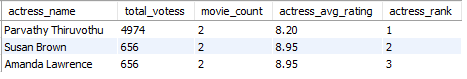 actress_name total_votess movie_count actress_avg_rating actress_rank
Parvathy Thiruvothu 4974 2 8.20 1
Susan Brown 656 2 8.95 2
Amanda Lawrence 656 2 8.95 3